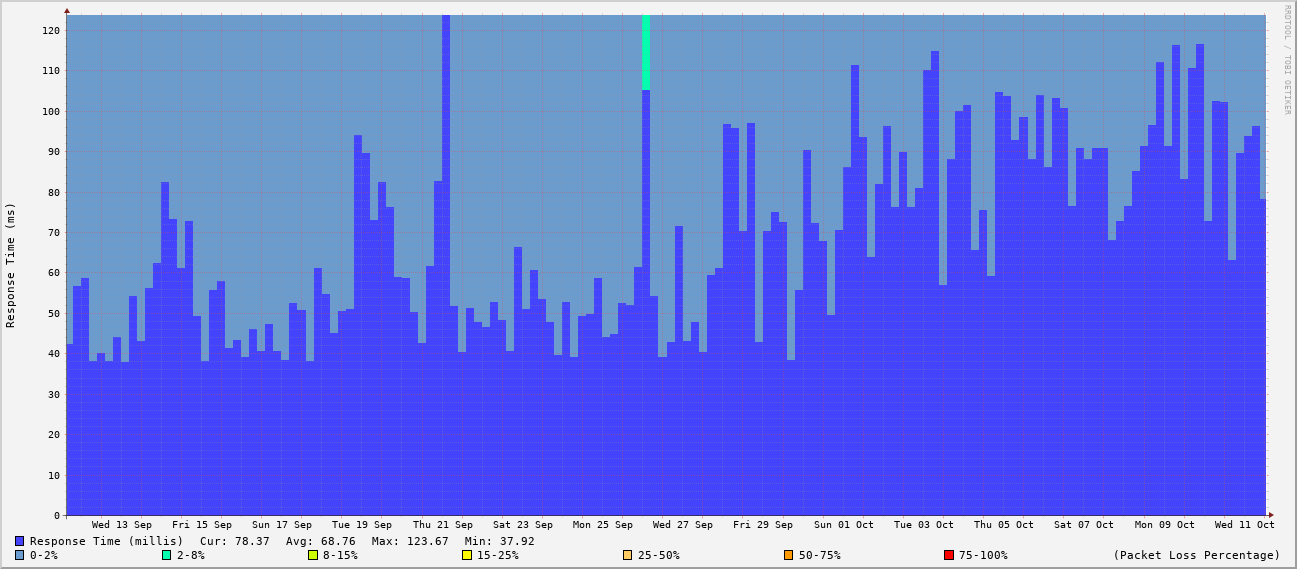 RRDTOOL / TOBI OETIKER
Response Time (ms)
120
110
100
90
80
70
60
50
40
30
20
10
0
Wed 13 Sep Fri 15 Sep Sun 17 Sep Tue 19 Sep Thu 21 Sep Sat 23 Sep Mon 25 Sep Wed 27 Sep Fri 29 Sep Sun 01 Oct Tue 03 Oct Thu 05 Oct Sat 07 Oct Mon 09 Oct Wed 11 Oct
Response Time (millis) Cur: 78.37 Avg: 68.76 Max: 123.67 Min: 37.92
0-2% 2-8% 8-15% 15-25% 25-50% 50-75% 75-100% (Packet Loss Percentage)